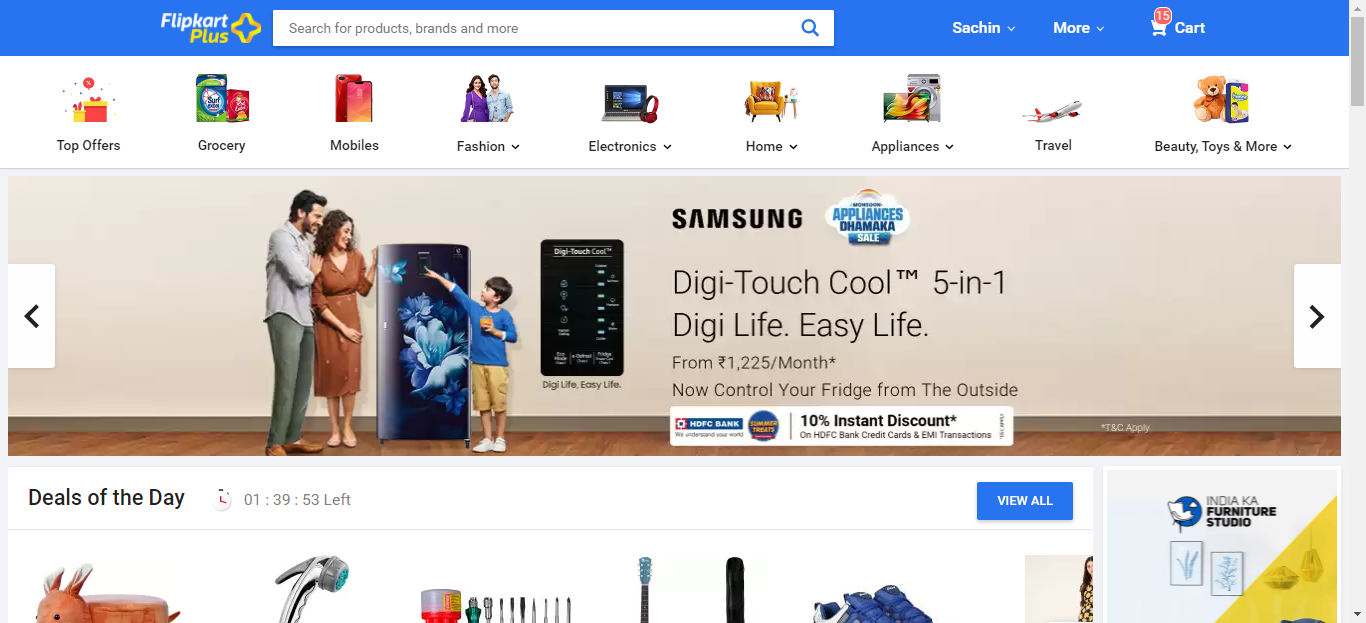 Flipkart
Plus
Search for products, brands and more
Sachin
More
15
Cart
Top Offers
Grocery
Mobiles
Fashion
Electronics
Home
Appliances
Travel
Beauty, Toys & More
SAMSUNG
MONSOON
APPLIANCES
DHAMAKA
SALE
Digi-Touch Cool™
Digi Life, Easy Life.
Digi-Touch Cool™ 5-in-1
Digi Life. Easy Life.
From ₹1,225/Month*
Now Control Your Fridge from The Outside
HDFC BANK
We understand your world
SUMMER
TREATS
10% Instant Discount*
On HDFC Bank Credit Cards & EMI Transactions
*T&C Apply
*T&C Apply
Deals of the Day
01 : 39 : 53 Left
VIEW ALL
INDIA KA
FURNITURE
STUDIO